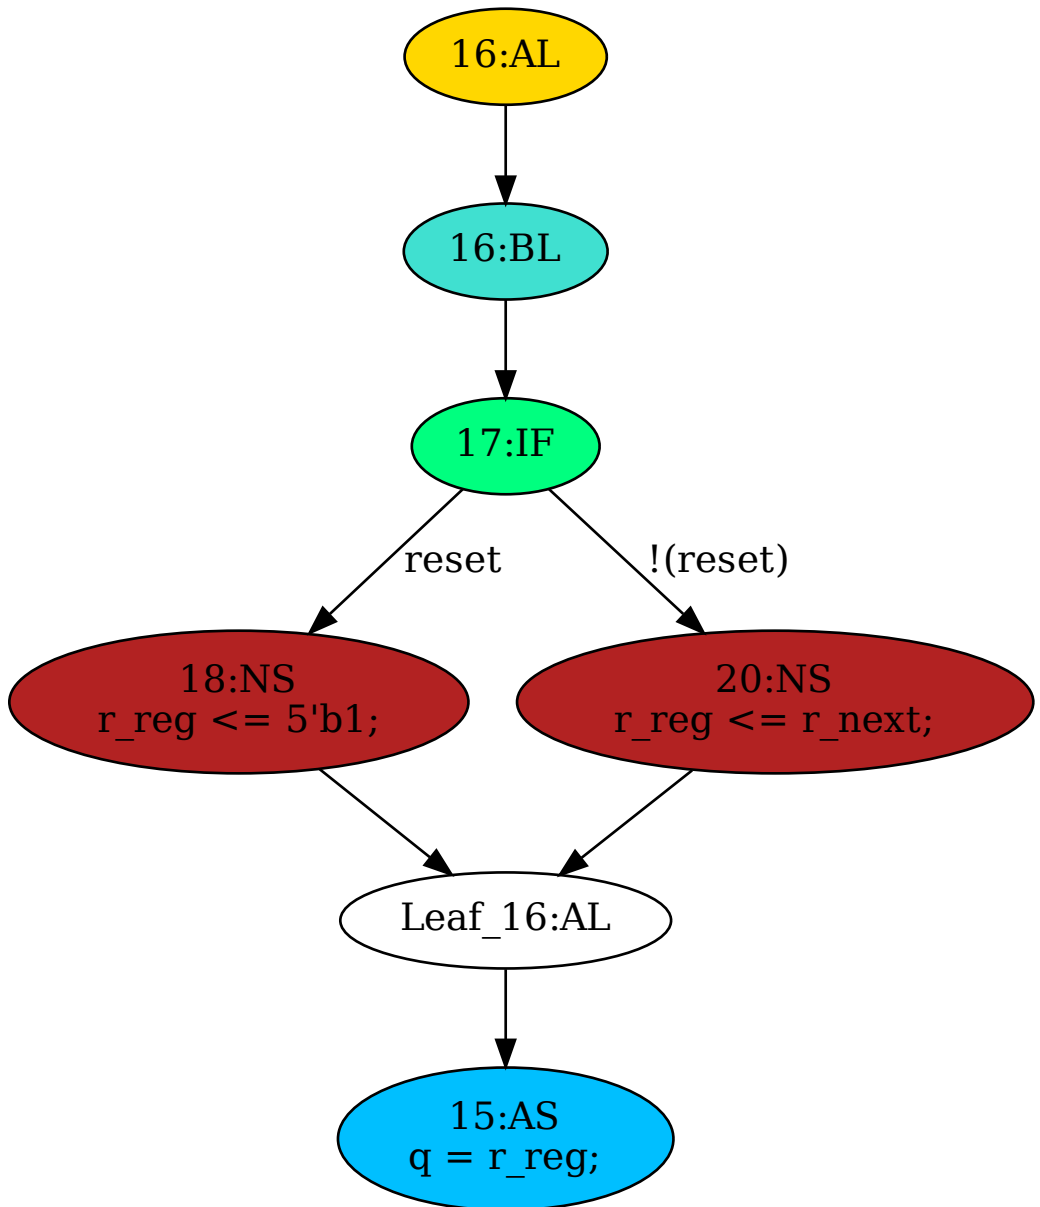 16:AL
16:BL
17:IF
reset
!(reset)
18:NS
r_reg <= 5'b1;
20:NS
r_reg <= r_next;
Leaf_16:AL
15:AS
q = r_reg;